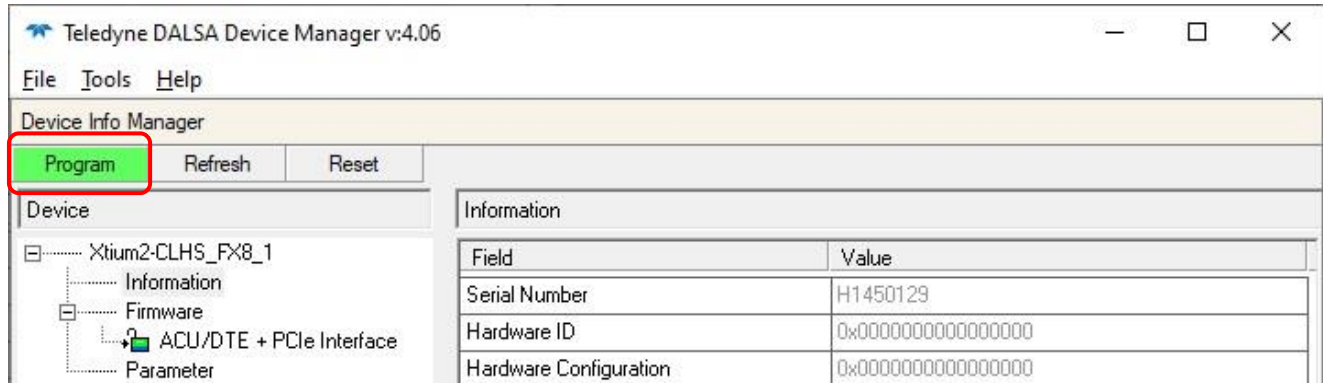 Teledyne DALSA Device Manager v:4.06
File Tools Help
Device Info Manager
Program Refresh Reset
Device
Information
Xtium2-CLHS_FX8_1
Information
Firmware
ACU/DTE + PCIe Interface
Parameter
Field Value
Serial Number H1450129
Hardware ID 0x0000000000000000
Hardware Configuration 0x0000000000000000